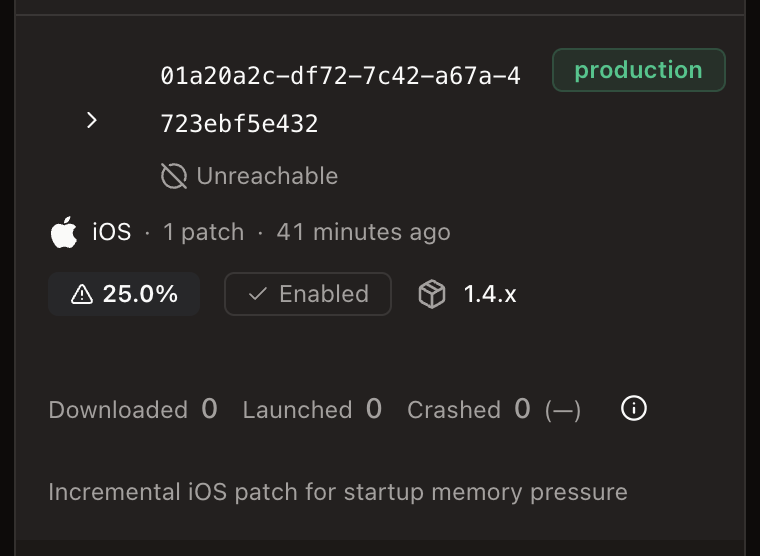 01a20a2c-df72-7c42-a67a-4
production
723ebf5e432
Unreachable
iOS · 1 patch · 41 minutes ago
25.0% Enabled 1.4.x
Downloaded 0 Launched 0 Crashed 0 (—)
Incremental iOS patch for startup memory pressure